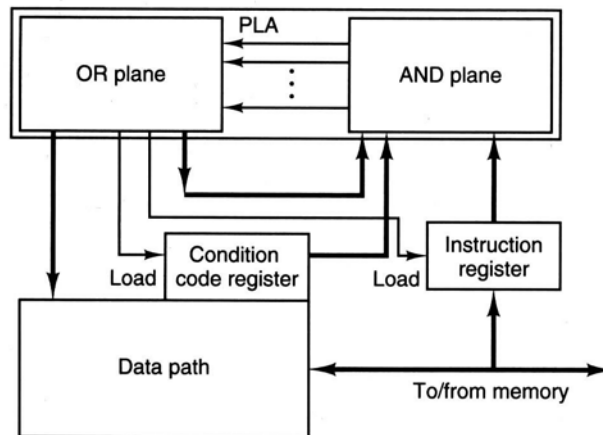 PLA
OR plane
AND plane
Condition
code register
Load
Instruction
register
Load
Data path
To/from memory